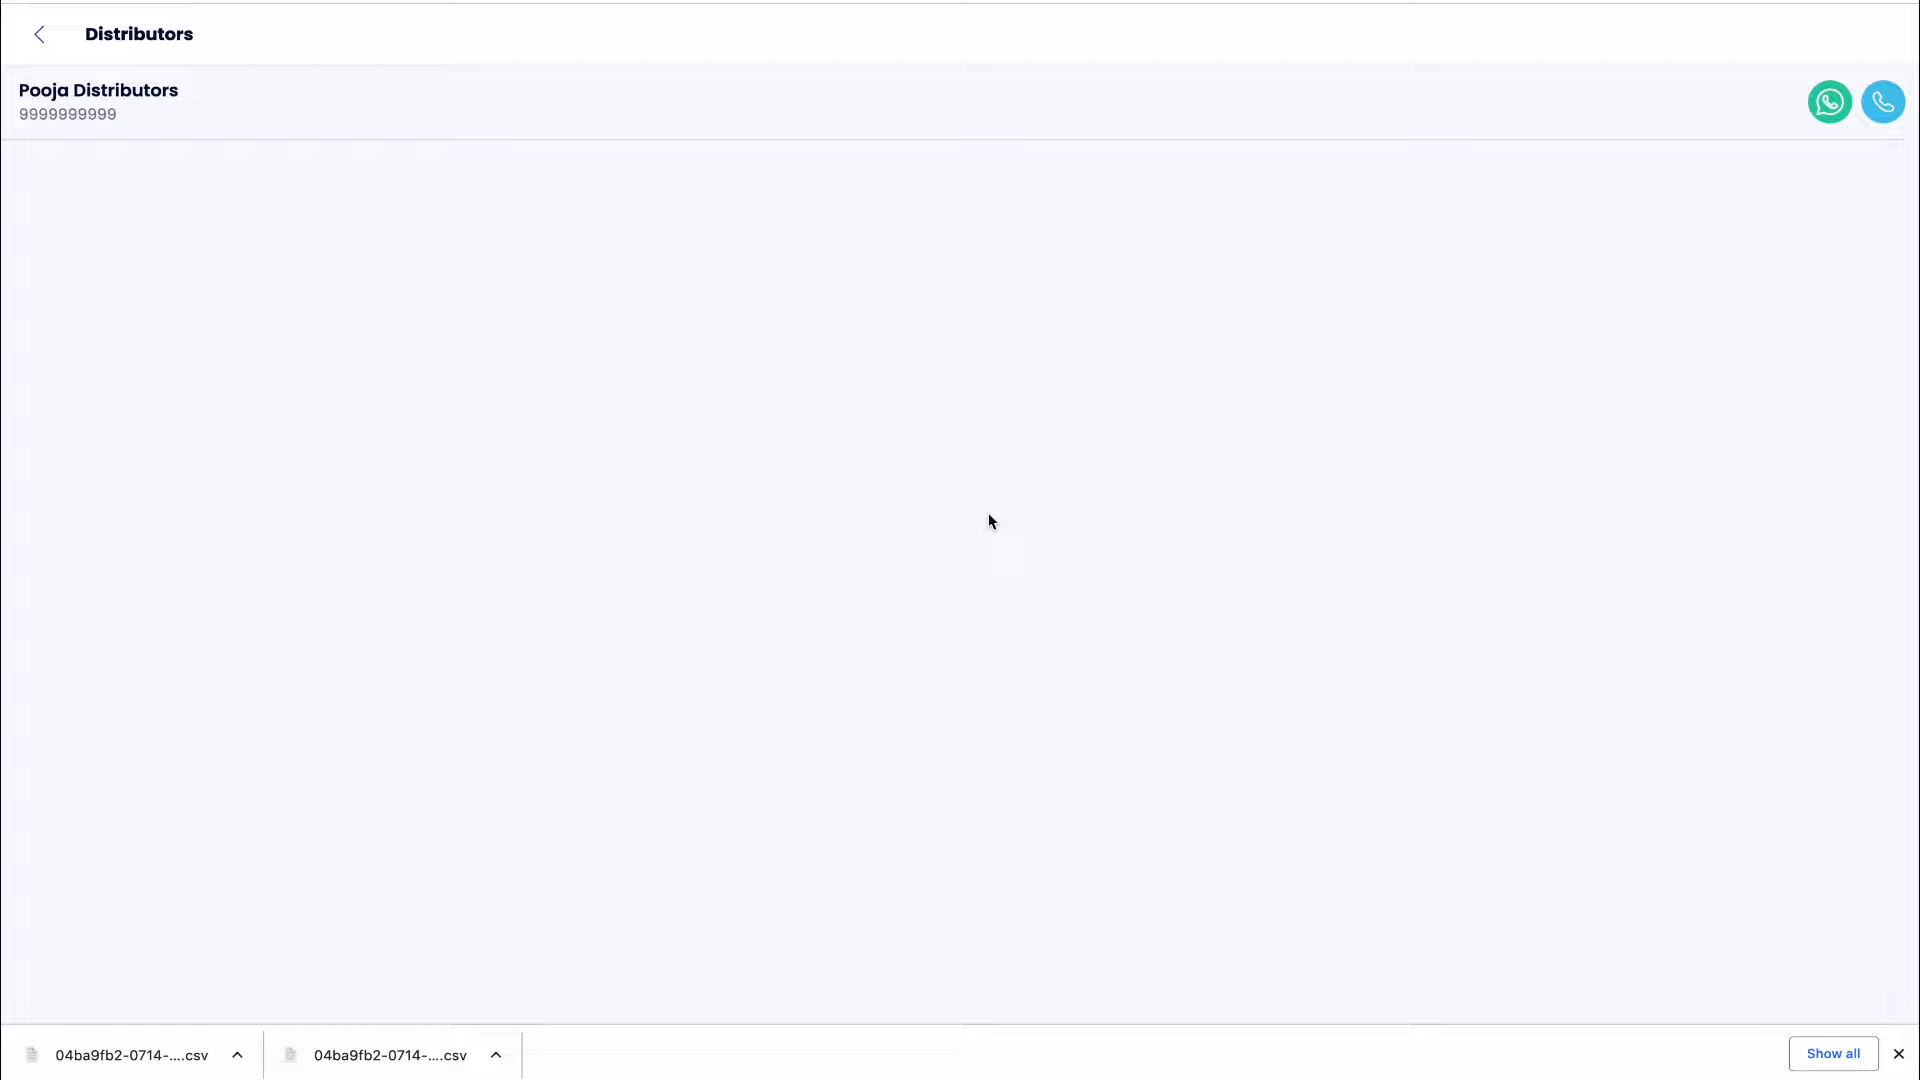 Distributors
Pooja Distributors
9999999999
04ba9fb2-0714-....csv
04ba9fb2-0714-....csv
Show all